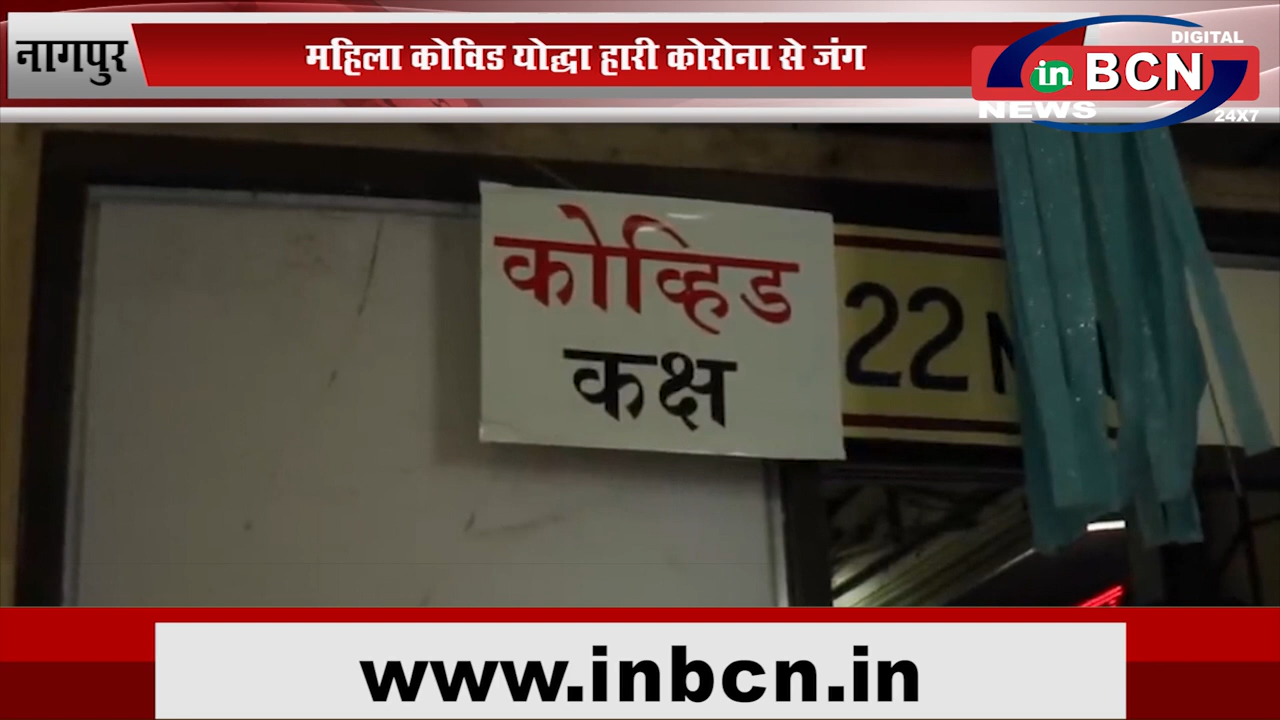 नागपुर
महिला कोविड योद्धा हारी कोरोना से जंग
DIGITAL
in BCN
NEWS
24X7
कोव्हिड
कक्ष
22
www.inbcn.in